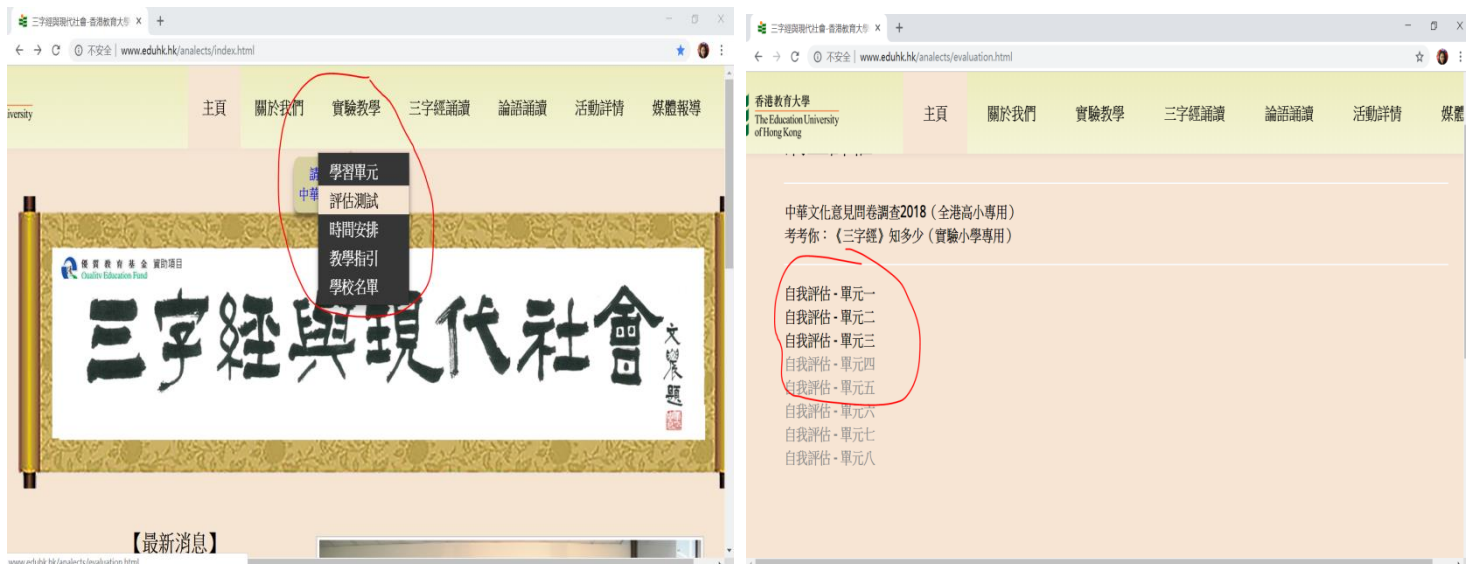 三字經與現代社會-香港教育大學
不安全 | www.eduhk.hk/analects/index.html
iversity
主頁 關於我們 實驗教學 三字經誦讀 論語誦讀 活動詳情 媒體報導
請
中華
學習單元
評估測試
時間安排
教學指引
學校名單
優質教育基金 資助項目
Quality Education Fund
三字經與現代社會
文農題
【最新消息】
www.eduhk.hk/analects/evaluation.html
三字經與現代社會-香港教育大學
不安全 | www.eduhk.hk/analects/evaluation.html
香港教育大學
The Education University
of Hong Kong
主頁 關於我們 實驗教學 三字經誦讀 論語誦讀 活動詳情 媒體
中華文化意見問卷調查2018（全港高小專用）
考考你：《三字經》知多少（實驗小學專用）
自我評估 - 單元一
自我評估 - 單元二
自我評估 - 單元三
自我評估 - 單元四
自我評估 - 單元五
自我評估 - 單元六
自我評估 - 單元七
自我評估 - 單元八